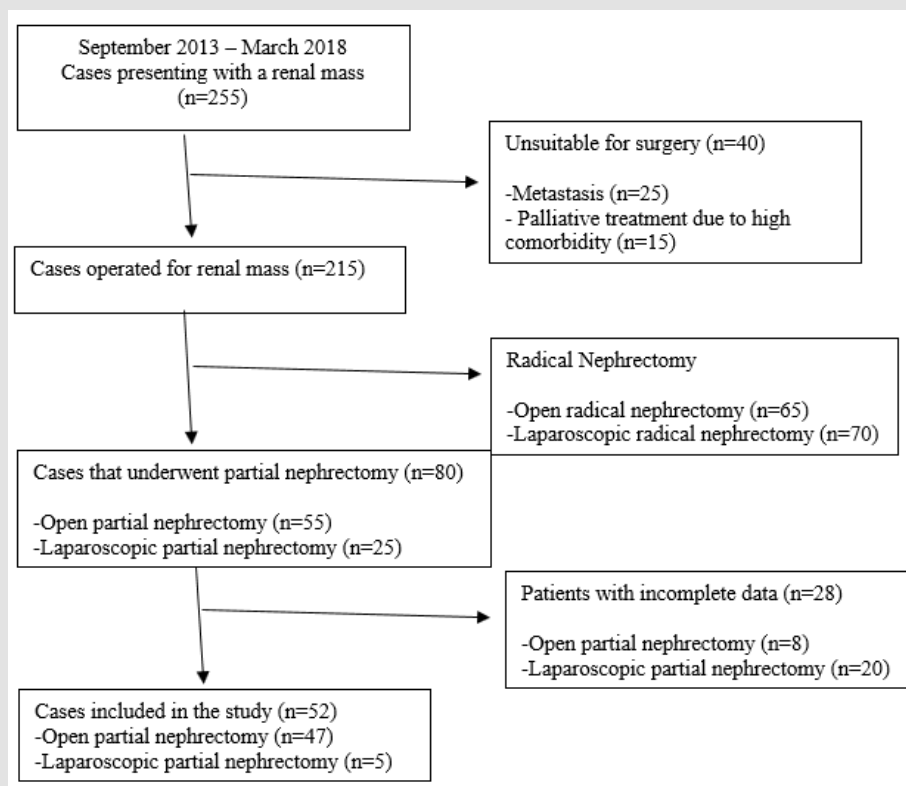 September 2013 – March 2018
Cases presenting with a renal mass
(n=255)
Unsuitable for surgery (n=40)
-Metastasis (n=25)
- Palliative treatment due to high
comorbidity (n=15)
Cases operated for renal mass (n=215)
Radical Nephrectomy
-Open radical nephrectomy (n=65)
-Laparoscopic radical nephrectomy (n=70)
Cases that underwent partial nephrectomy (n=80)
-Open partial nephrectomy (n=55)
-Laparoscopic partial nephrectomy (n=25)
Patients with incomplete data (n=28)
-Open partial nephrectomy (n=8)
-Laparoscopic partial nephrectomy (n=20)
Cases included in the study (n=52)
-Open partial nephrectomy (n=47)
-Laparoscopic partial nephrectomy (n=5)